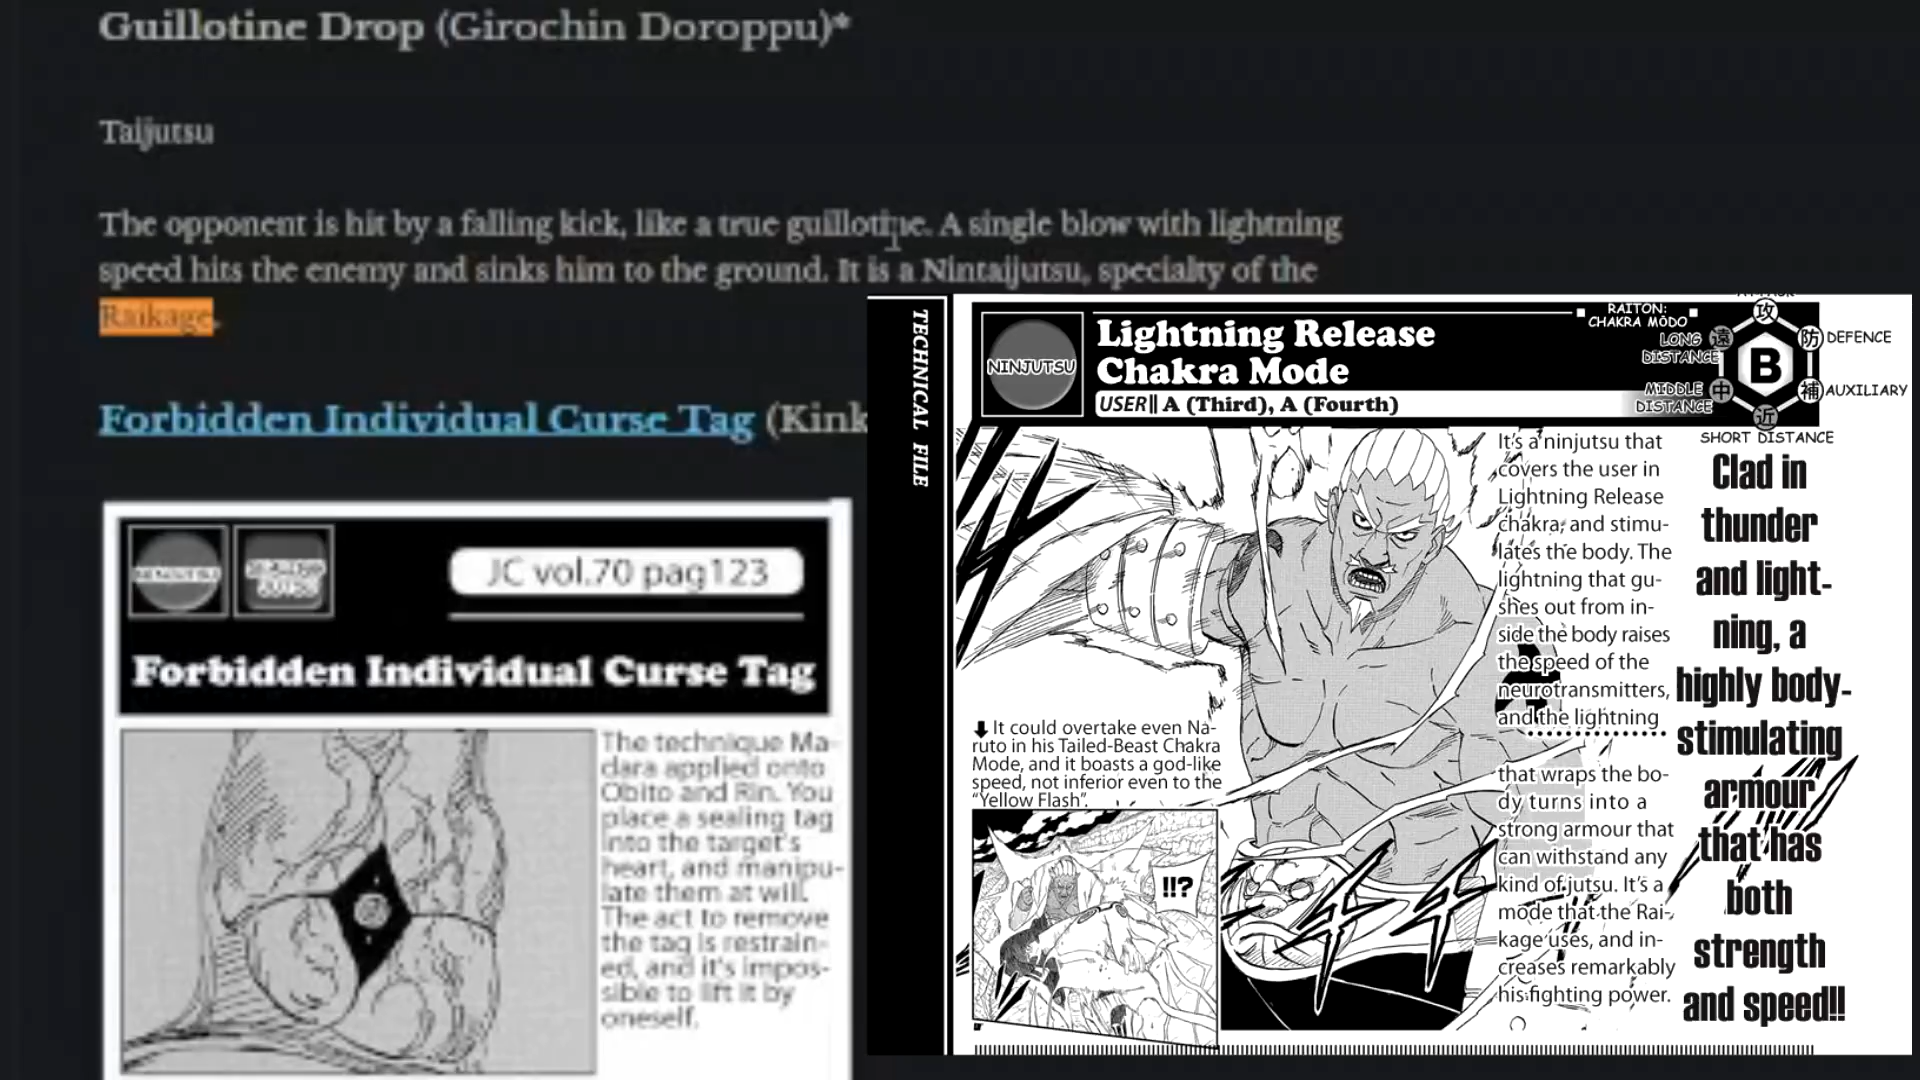 Guillotine Drop (Girochin Doroppu)*
Taijutsu
The opponent is hit by a falling kick, like a true guillotine. A single blow with lightning
speed hits the enemy and sinks him to the ground. It is a Nintaijutsu, specialty of the
Raikage.
Forbidden Individual Curse Tag (Kink
NINJUTSU
JC vol.70 pag123
Forbidden Individual Curse Tag
The technique Ma-
dara applied onto
Obito and Rin. You
place a sealing tag
into the target's
heart, and manipu-
late them at will.
The act to remove
the tag is restrain-
ed, and it's impos-
sible to lift it by
oneself.
TECHNICAL FILE
NINJUTSU
Lightning Release
Chakra Mode
USER|| A (Third), A (Fourth)
RAITON:
CHAKRA MŌDO
攻
遠
防
B
中
補
近
LONG
DISTANCE
DEFENCE
MIDDLE
DISTANCE
AUXILIARY
SHORT DISTANCE
It's a ninjutsu that
covers the user in
Lightning Release
chakra, and stimu-
lates the body. The
lightning that gu-
shes out from in-
side the body raises
the speed of the
neurotransmitters,
and the lightning
that wraps the bo-
dy turns into a
strong armour that
can withstand any
kind of jutsu. It's a
mode that the Rai-
kage uses, and in-
creases remarkably
his fighting power.
Clad in
thunder
and light-
ning, a
highly body-
stimulating
armour
that has
both
strength
and speed!!
It could overtake even Na-
ruto in his Tailed-Beast Chakra
Mode, and it boasts a god-like
speed, not inferior even to the
"Yellow Flash".
!!?